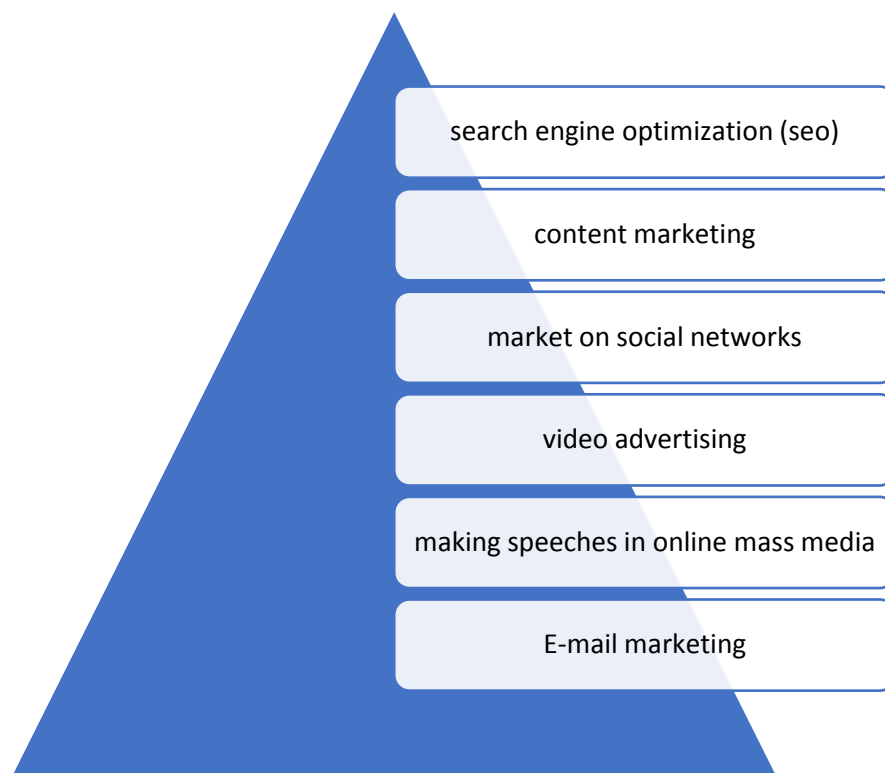 search engine optimization (seo)
content marketing
market on social networks
video advertising
making speeches in online mass media
E-mail marketing